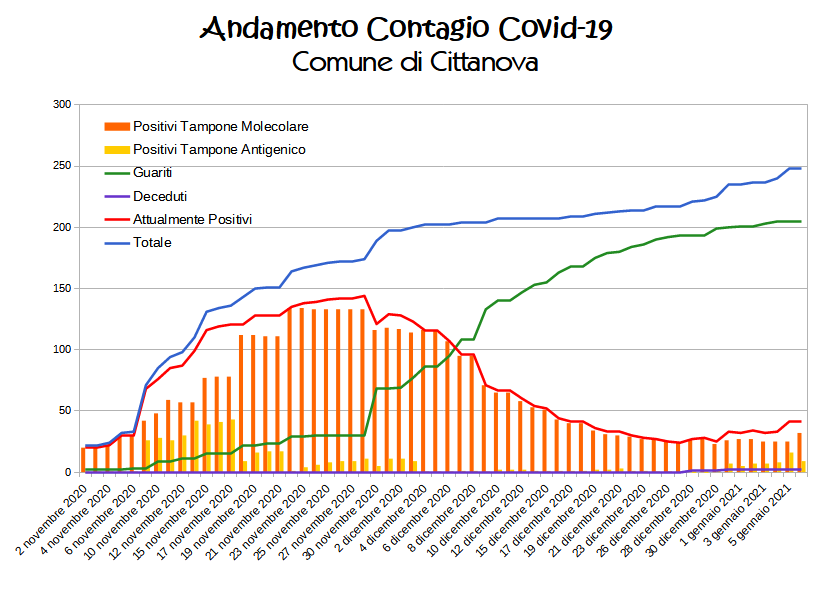 Andamento Contagio Covid-19
Comune di Cittanova
300
250
200
150
100
50
0
Positivi Tampone Molecolare
Positivi Tampone Antigenico
Guariti
Deceduti
Attualmente Positivi
Totale
2 novembre 2020
4 novembre 2020
6 novembre 2020
10 novembre 2020
12 novembre 2020
15 novembre 2020
17 novembre 2020
19 novembre 2020
21 novembre 2020
23 novembre 2020
25 novembre 2020
27 novembre 2020
30 novembre 2020
2 dicembre 2020
4 dicembre 2020
6 dicembre 2020
8 dicembre 2020
10 dicembre 2020
12 dicembre 2020
15 dicembre 2020
17 dicembre 2020
19 dicembre 2020
21 dicembre 2020
23 dicembre 2020
26 dicembre 2020
28 dicembre 2020
30 dicembre 2020
1 gennaio 2021
3 gennaio 2021
5 gennaio 2021